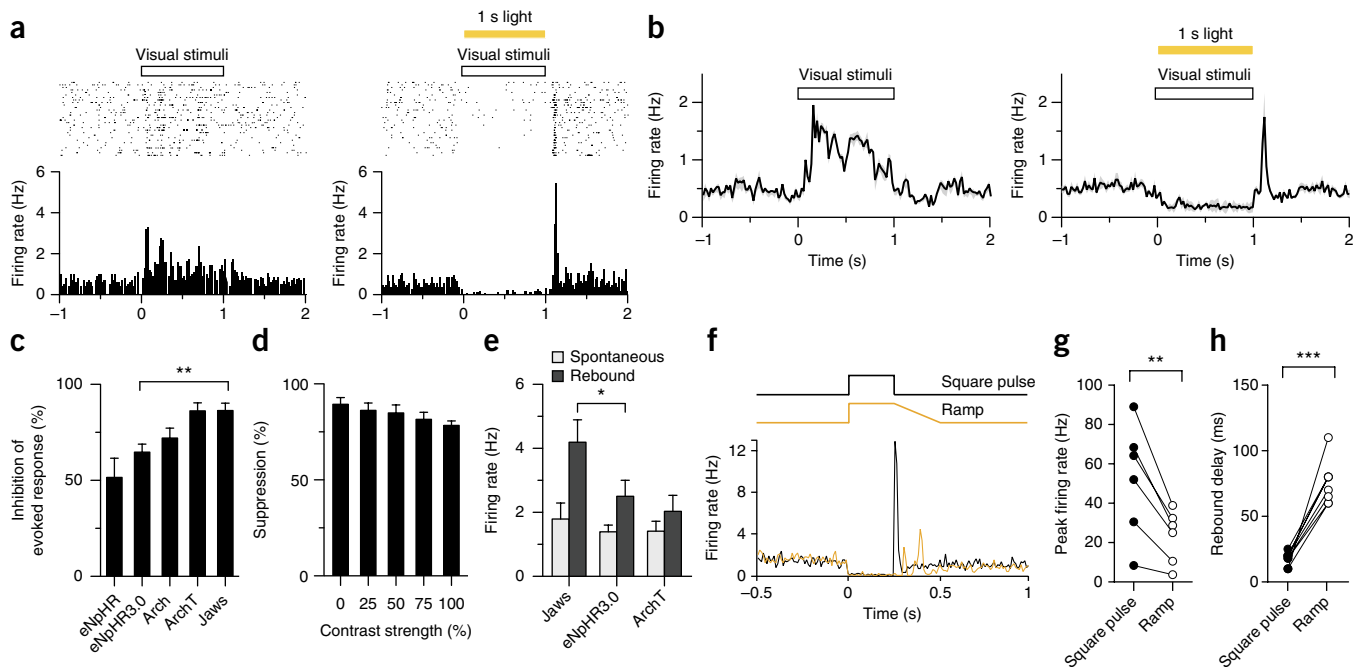 a
1 s light
Visual stimuli
Visual stimuli
Firing rate (Hz)
6
4
2
0
–1
0
1
2
6
4
2
0
–1
0
1
2
b
1 s light
Visual stimuli
Visual stimuli
Firing rate (Hz)
2
1
0
–1
0
1
2
Time (s)
Firing rate (Hz)
2
1
0
–1
0
1
2
Time (s)
c
**
Inhibition of
evoked response (%)
100
50
0
eNpHR
eNpHR3.0
Arch
ArchT
Jaws
d
Suppression (%)
100
50
0
0 25 50 75 100
Contrast strength (%)
e
Spontaneous
Rebound
*
Firing rate (Hz)
6
4
2
0
Jaws
eNpHR3.0
ArchT
f
Square pulse
Ramp
Firing rate (Hz)
12
8
4
0
–0.5
0
0.5
1
Time (s)
g
**
Peak firing rate (Hz)
100
80
60
40
20
0
Square pulse
Ramp
h
***
Rebound delay (ms)
150
100
50
0
Square pulse
Ramp